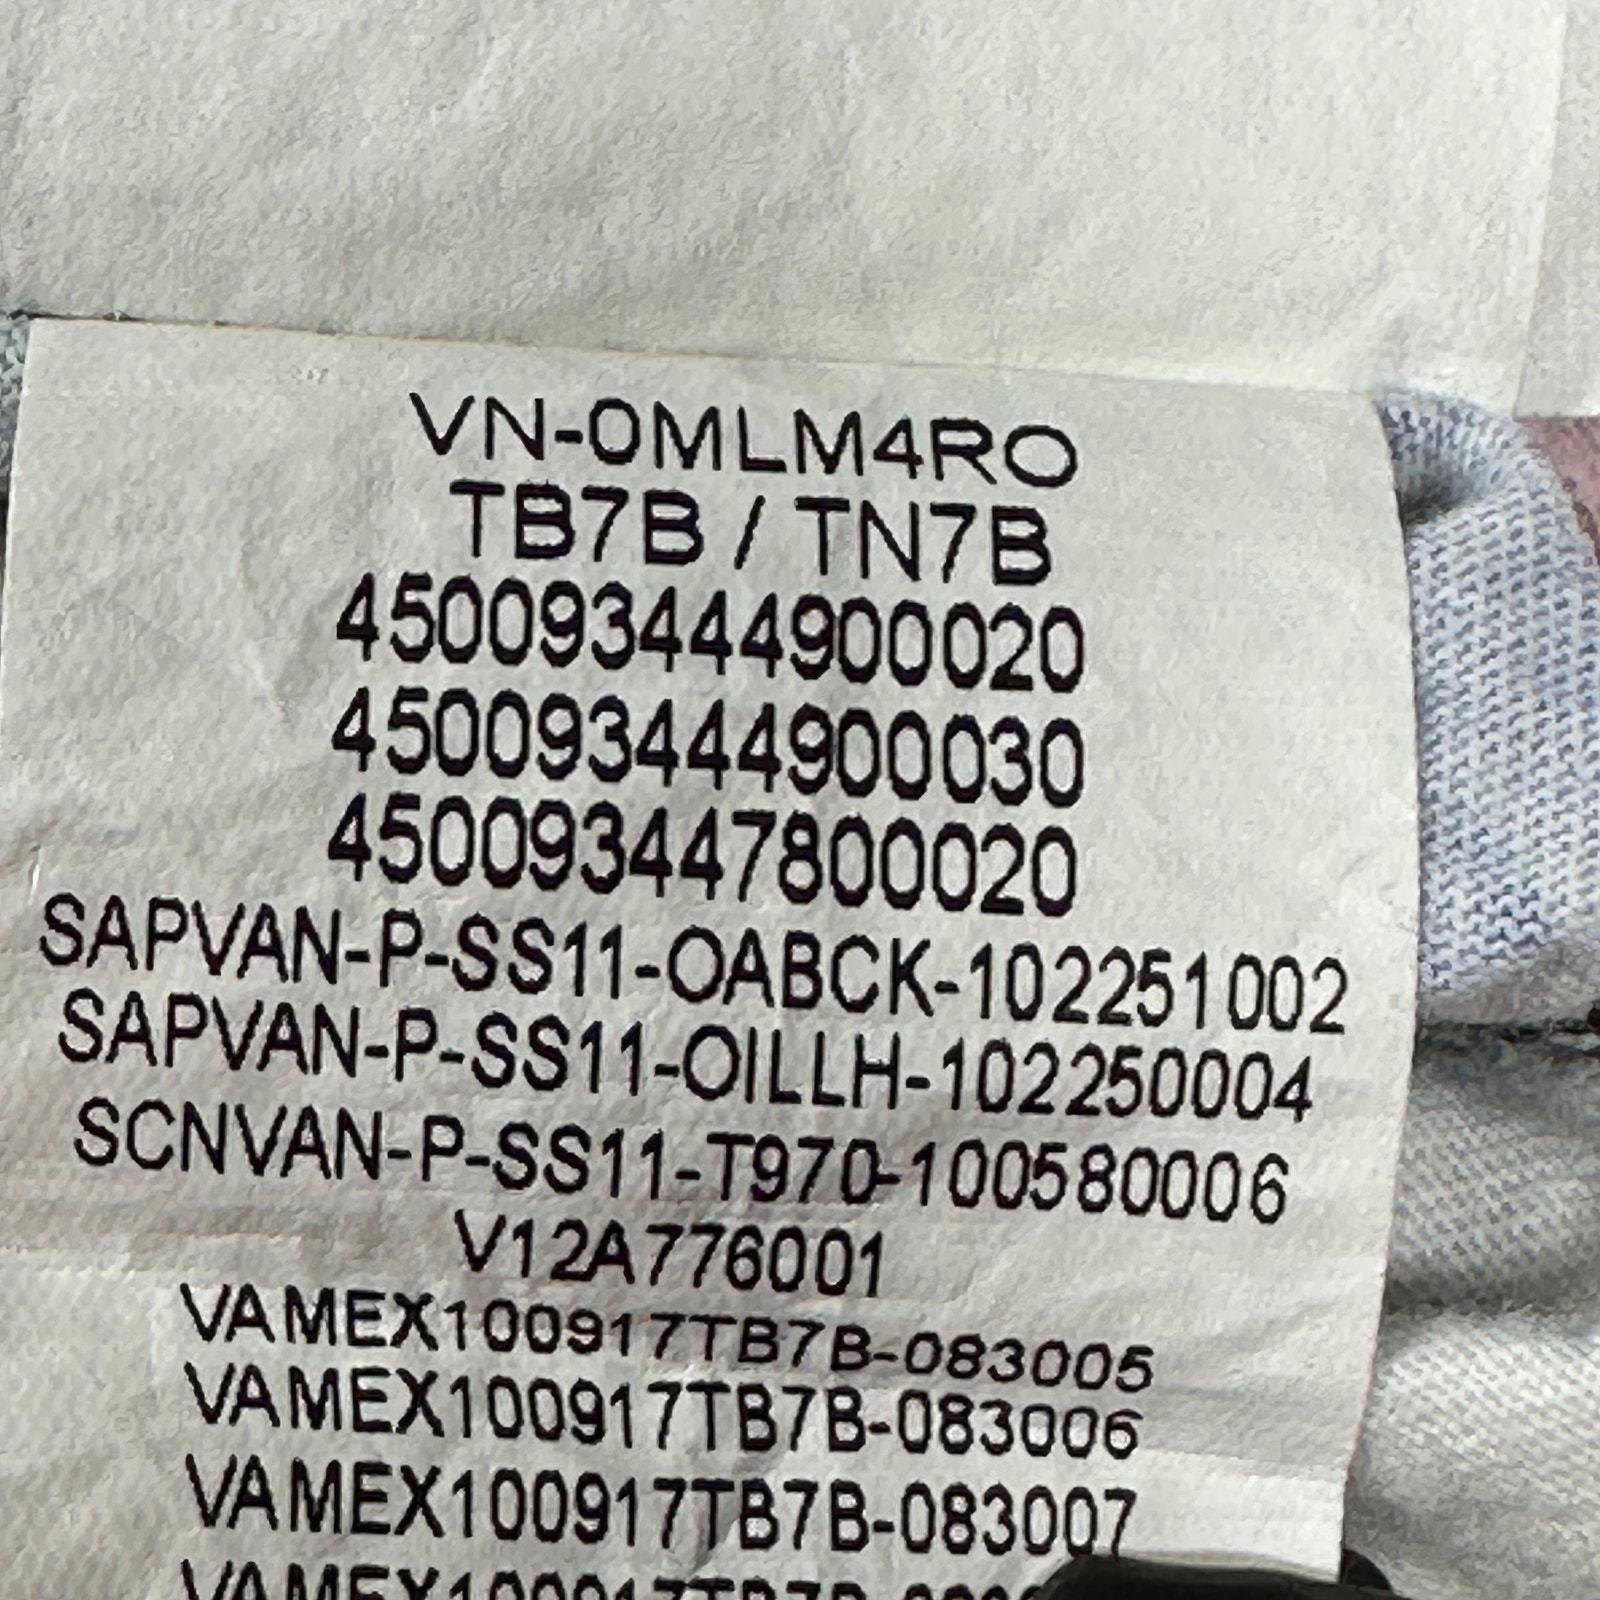 VN-0MLM4RO
TB7B / TN7B
450093444900020
450093444900030
450093447800020
SAPVAN-P-SS11-OABCK-102251002
SAPVAN-P-SS11-OILLH-102250004
SCNVAN-P-SS11-T970-100580006
V12A776001
VAMEX100917TB7B-083005
VAMEX100917TB7B-083006
VAMEX100917TB7B-083007
VAMEX100917TB7B-